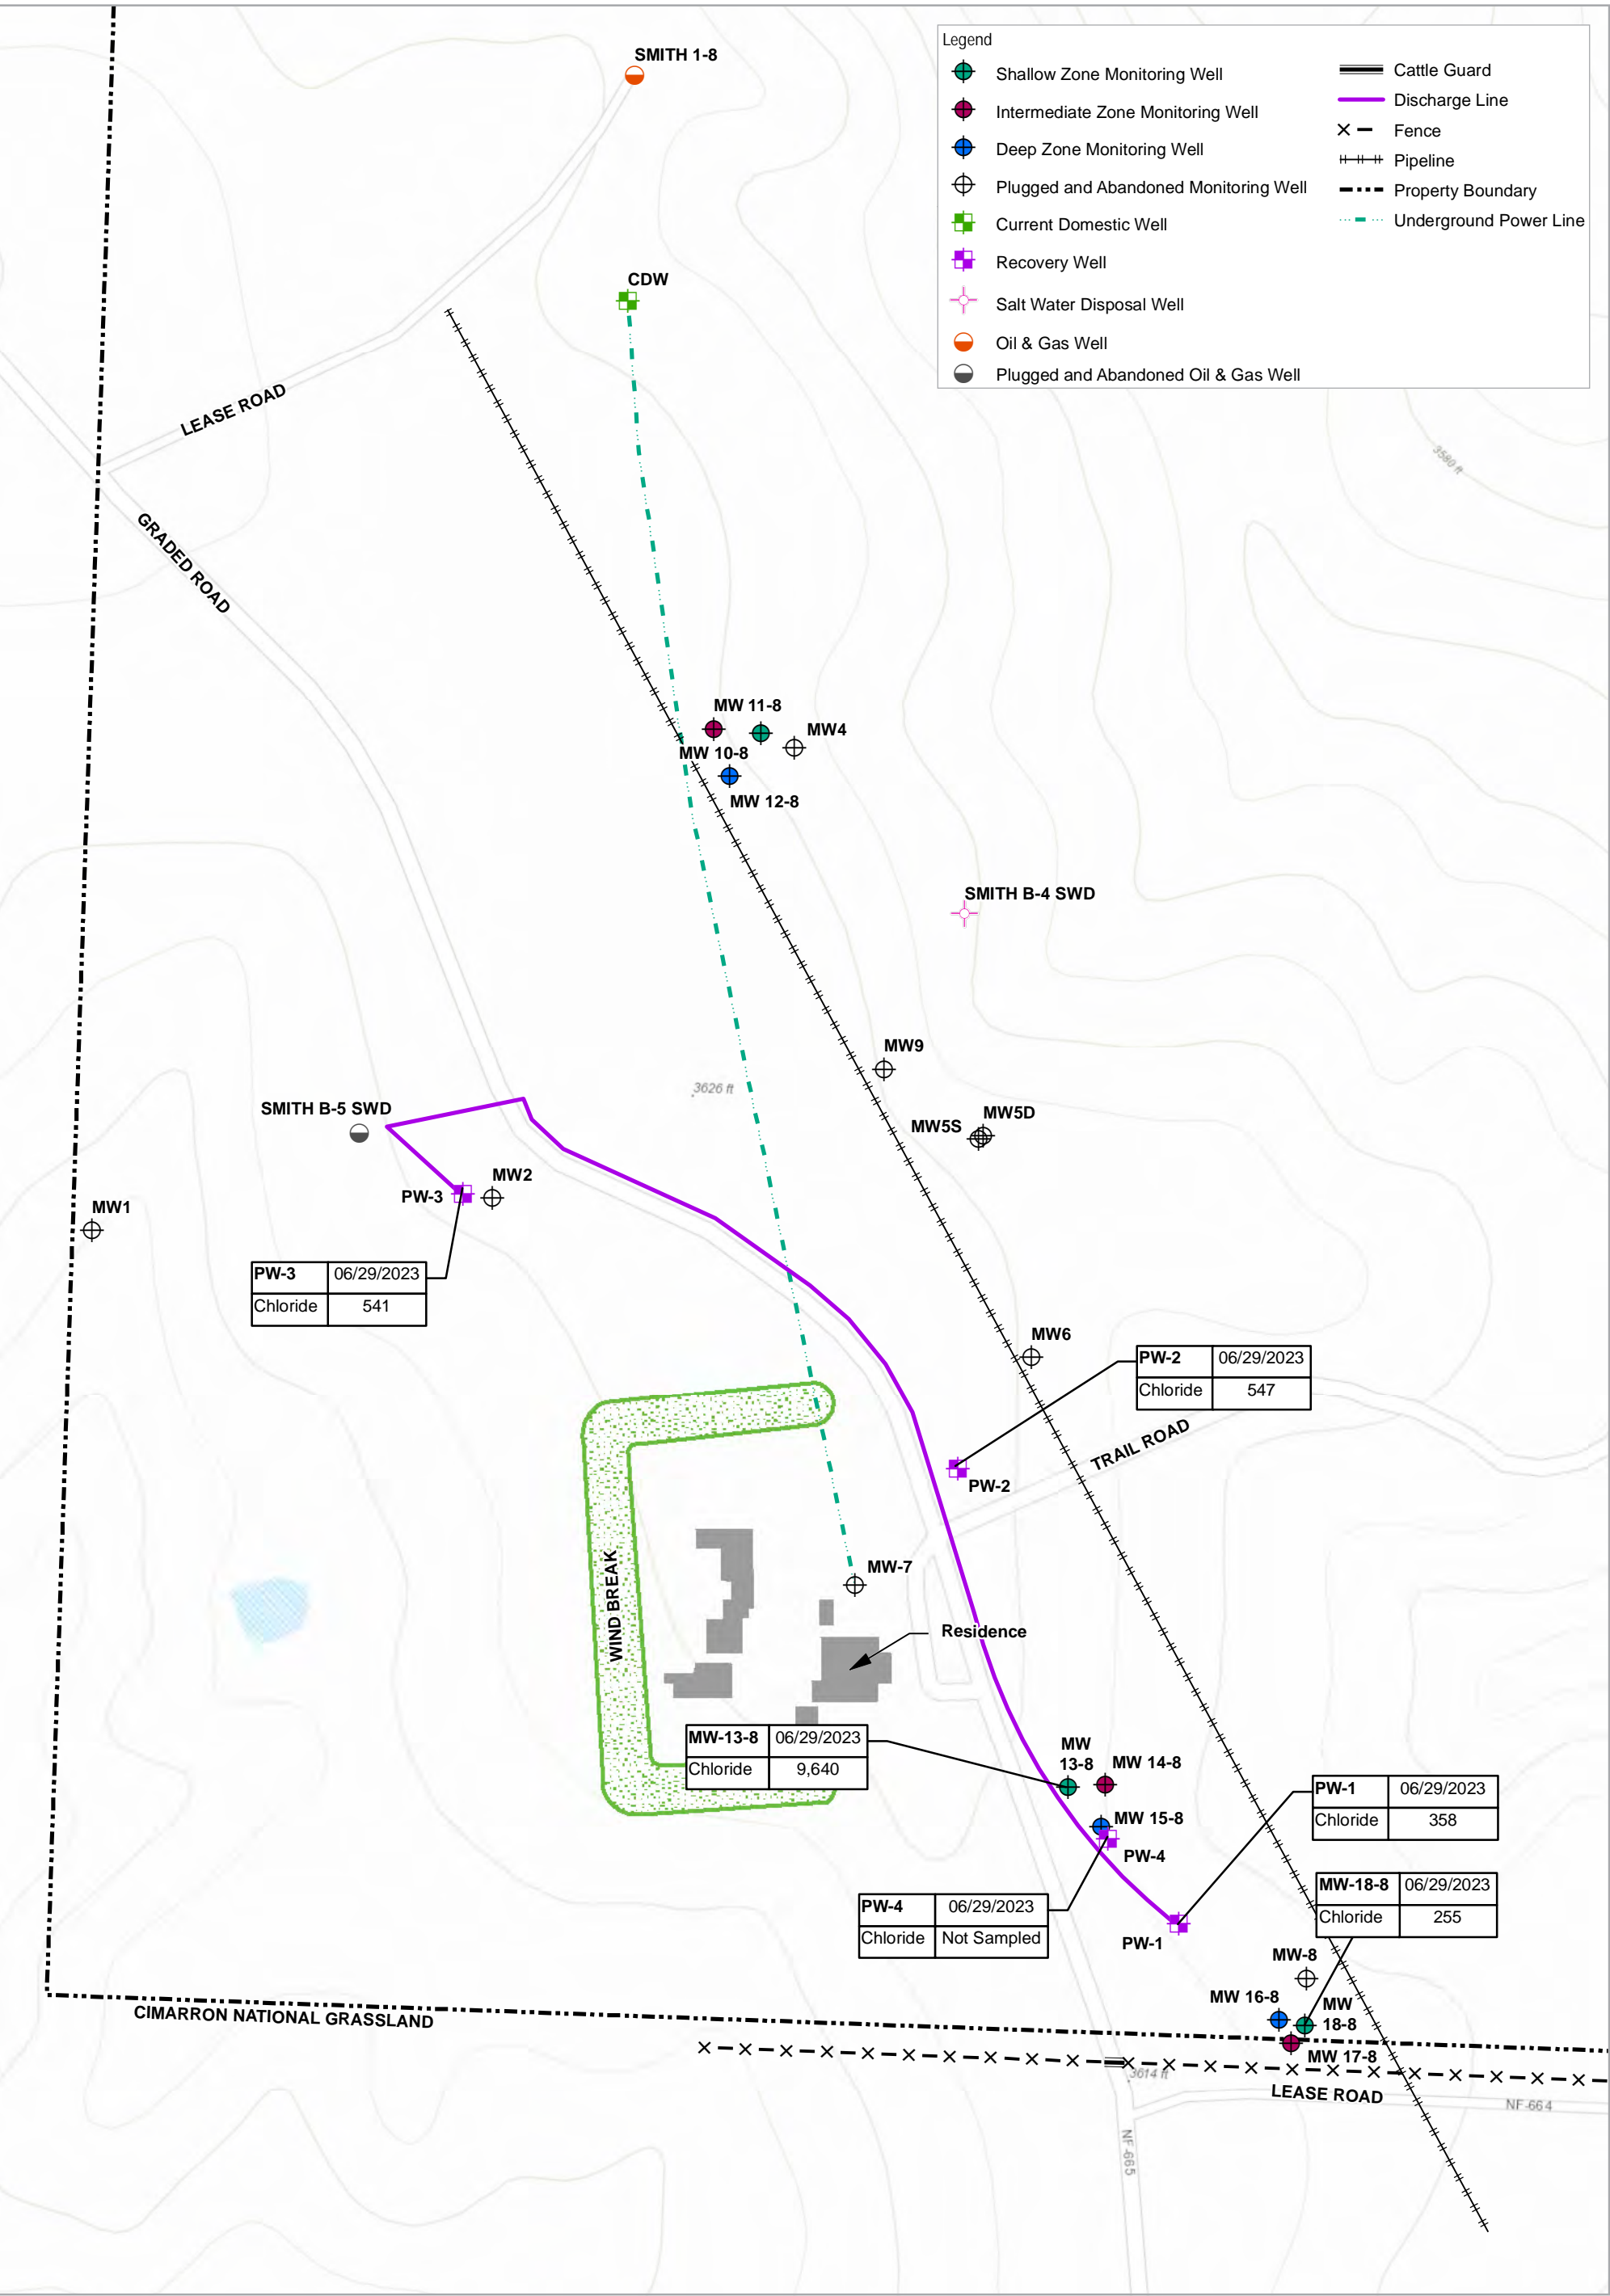 Legend
Shallow Zone Monitoring Well
Intermediate Zone Monitoring Well
Deep Zone Monitoring Well
Plugged and Abandoned Monitoring Well
Current Domestic Well
Recovery Well
Salt Water Disposal Well
Oil & Gas Well
Plugged and Abandoned Oil & Gas Well
Cattle Guard
Discharge Line
Fence
Pipeline
Property Boundary
Underground Power Line
SMITH 1-8
CDW
LEASE ROAD
3580 ft
GRADED ROAD
MW 11-8
MW4
MW 10-8
MW 12-8
SMITH B-4 SWD
MW9
3626 ft
SMITH B-5 SWD
MW5D
MW5S
MW2
PW-3
MW1
PW-3 06/29/2023
Chloride 541
MW6
PW-2 06/29/2023
Chloride 547
TRAIL ROAD
PW-2
WIND BREAK
MW-7
Residence
MW-13-8 06/29/2023
Chloride 9,640
MW
13-8
MW 14-8
PW-1 06/29/2023
Chloride 358
MW 15-8
PW-4
MW-18-8 06/29/2023
Chloride 255
PW-4 06/29/2023
Chloride Not Sampled
PW-1
MW-8
MW 16-8
MW
18-8
CIMARRON NATIONAL GRASSLAND
MW 17-8
3614 ft
LEASE ROAD
NF-664
NF-665